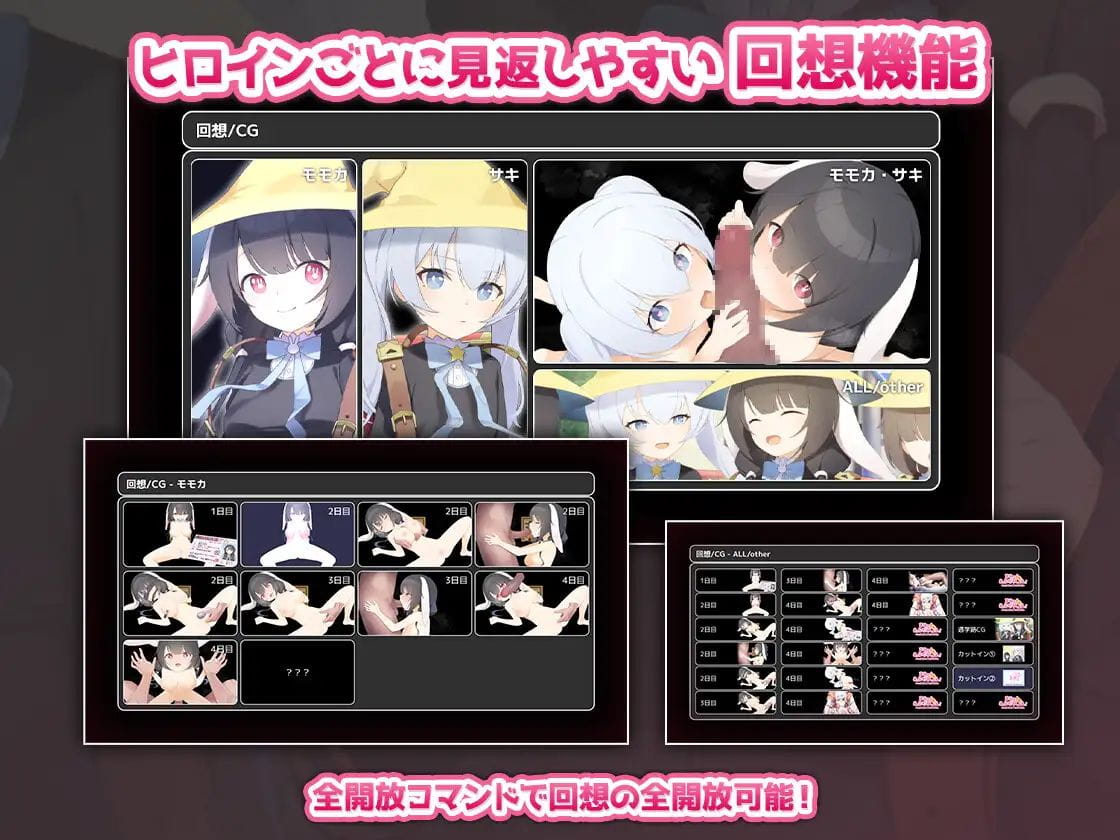 ヒロインごとに見返しやすい 回想機能
回想/CG
モモカ
サキ
モモカ・サキ
ALL/other
回想/CG - モモカ
1日目
2日目
2日目
2日目
2日目
3日目
3日目
4日目
4日目
???
回想/CG - ALL/other
1日目
3日目
4日目
???
2日目
4日目
4日目
???
2日目
4日目
???
通学路CG
2日目
4日目
???
カットイン①
2日目
4日目
???
カットイン②
3日目
4日目
???
???
全開放コマンドで回想の全開放可能!